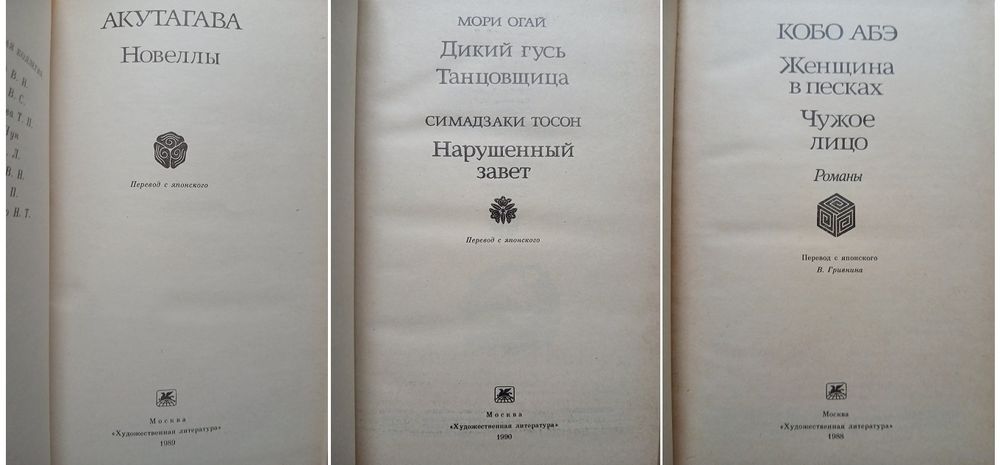 В. И.
В. С.
Т. П.
Л.
В. Н.
П.
Н. Т.
АКУТАГАВА
Новеллы
Перевод с японского
Москва
«Художественная литература»
1989
МОРИ ОГАЙ
Дикий гусь
Танцовщица
СИМАДЗАКИ ТОСОН
Нарушенный
завет
Перевод с японского
Москва
«Художественная литература»
1990
КОБО АБЭ
Женщина
в песках
Чужое
лицо
Романы
Перевод с японского
В. Гривнина
Москва
«Художественная литература»
1988